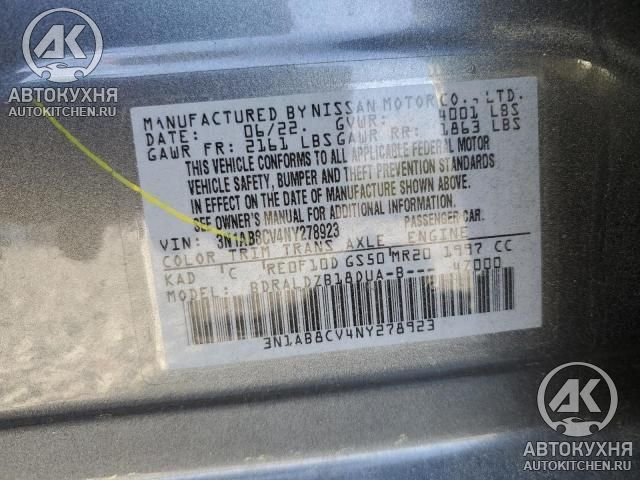 АК
АВТОКУХНЯ
AUTOKITCHEN.RU
MANUFACTURED BY NISSAN MOTOR CO., LTD.
DATE: 06/22. GVWR: 4001 LBS
GAWR FR: 2161 LBS GAWR RR: 1863 LBS
THIS VEHICLE CONFORMS TO ALL APPLICABLE FEDERAL MOTOR
VEHICLE SAFETY, BUMPER AND THEFT PREVENTION STANDARDS
IN EFFECT ON THE DATE OF MANUFACTURE SHOWN ABOVE.
SEE OWNER'S MANUAL FOR ADDITIONAL INFORMATION.
VIN: 3N1AB8CV4NY278923 PASSENGER CAR.
COLOR TRIM TRANS AXLE ENGINE
KAD 'C RE0F10D GS50 MR20 1997 CC
MODEL: BDRALDZB18DUA-B--- 47000
3N1AB8CV4NY278923
АК
АВТОКУХНЯ
AUTOKITCHEN.RU